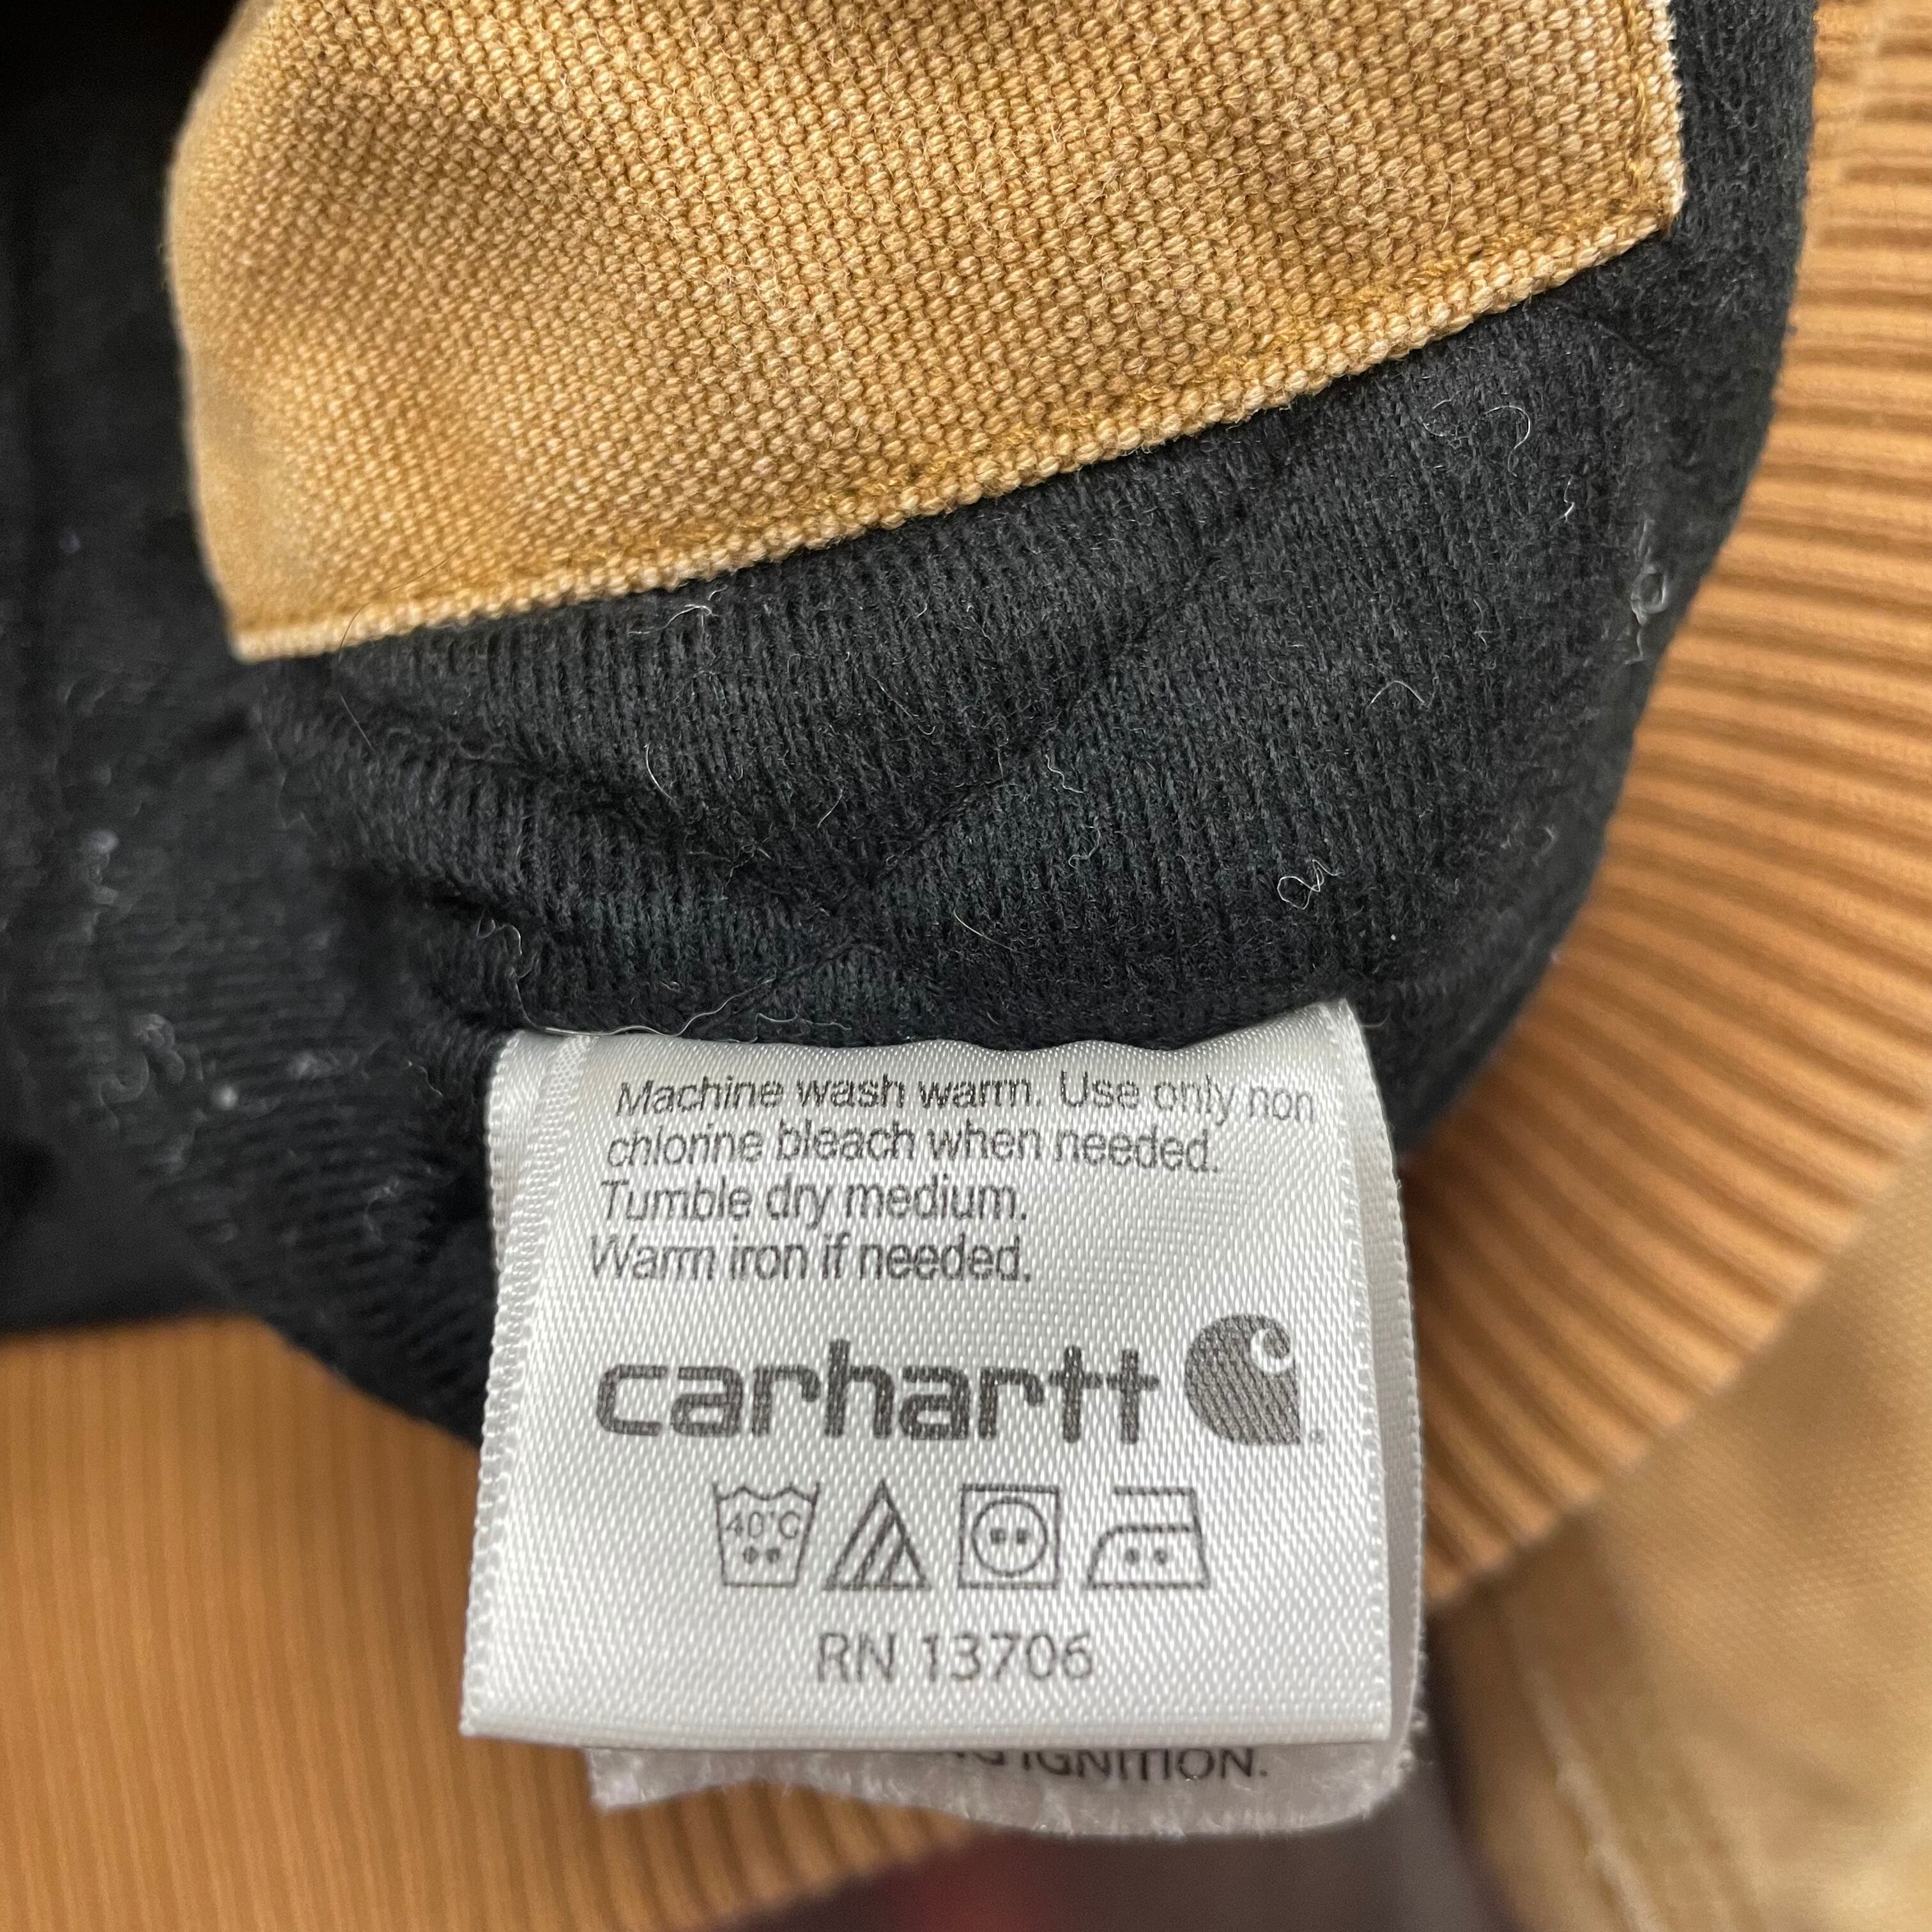 Machine wash warm. Use only non
chlorine bleach when needed.
Tumble dry medium.
Warm iron if needed.
carhartt
40°C
RN 13706
IGNITION.